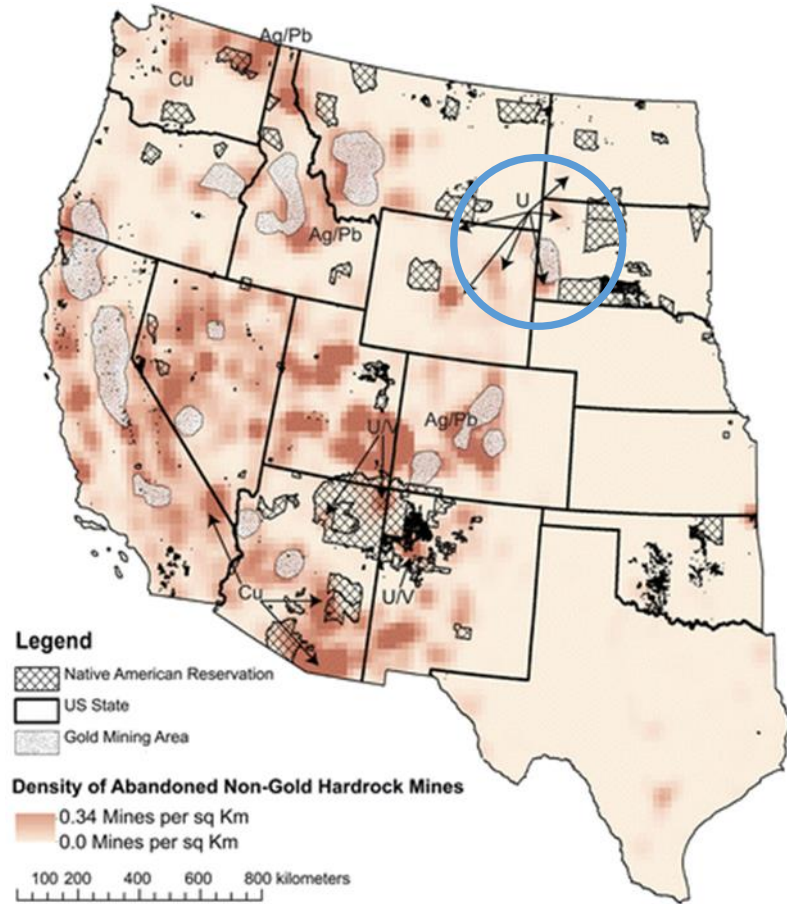 Ag/Pb
Cu
U
Ag/Pb
Ag/Pb
U/V
Cu
U/V
Legend
Native American Reservation
US State
Gold Mining Area
Density of Abandoned Non-Gold Hardrock Mines
0.34 Mines per sq Km
0.0 Mines per sq Km
100 200 400 600 800 kilometers